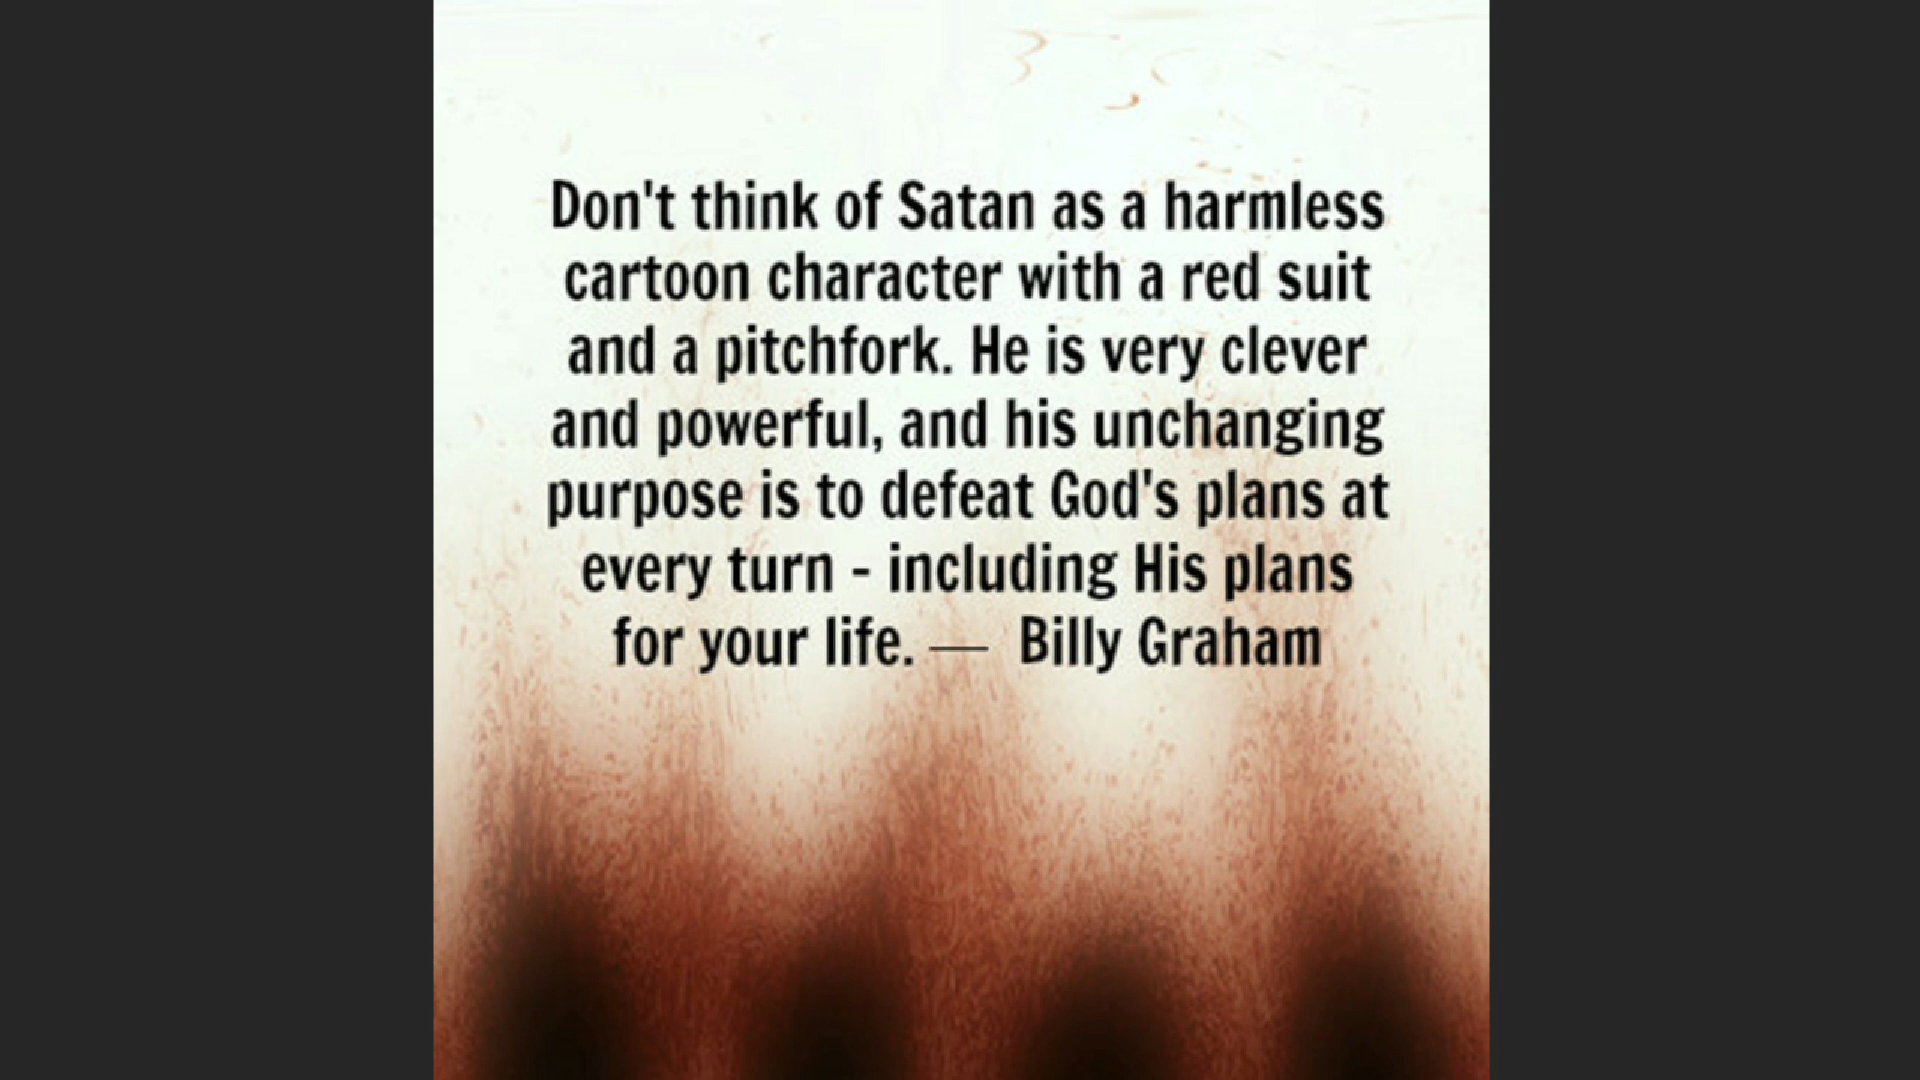 Don't think of Satan as a harmless
cartoon character with a red suit
and a pitchfork. He is very clever
and powerful, and his unchanging
purpose is to defeat God's plans at
every turn - including His plans
for your life. — Billy Graham